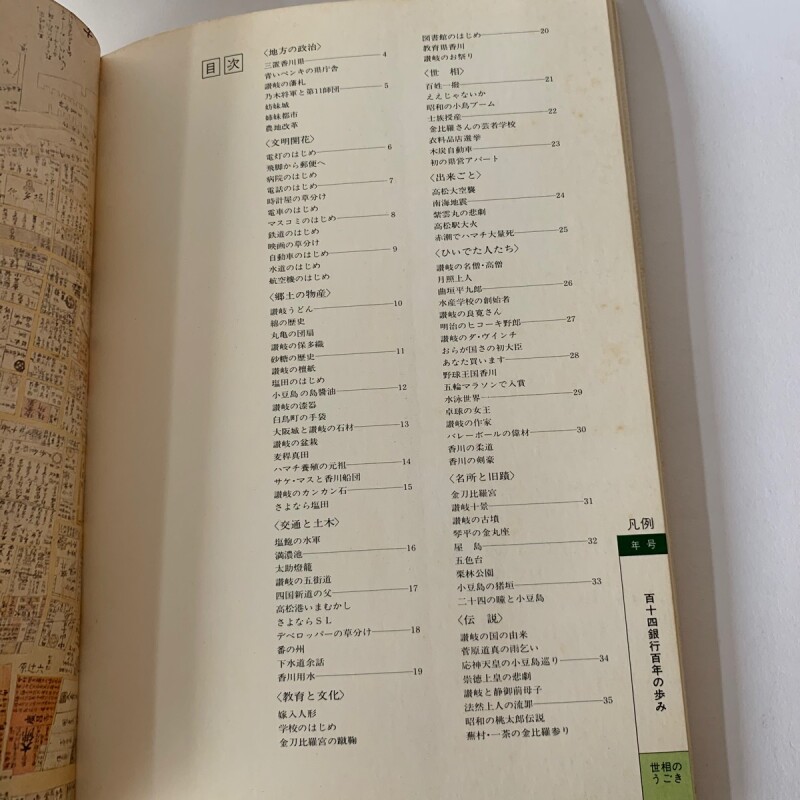 目次
〈地方の政治〉
三置香川県 4
青いペンキの県庁舎
讃岐の藩札
乃木将軍と第11師団 5
姉妹城
姉妹都市
農地改革
〈文明開花〉
電灯のはじめ 6
飛脚から郵便へ
病院のはじめ
電話のはじめ 7
時計屋の草分け
電車のはじめ
マスコミのはじめ 8
鉄道のはじめ
映画の草分け
自動車のはじめ 9
水道のはじめ
航空機のはじめ
〈郷土の物産〉
讃岐うどん 10
綿の歴史
丸亀の団扇
讃岐の保多織
砂糖の歴史 11
讃岐の檀紙
塩田のはじめ
小豆島の島醤油 12
讃岐の漆器
白鳥町の手袋
大阪城と讃岐の石材 13
讃岐の盆栽
麦稈真田
ハマチ養殖の元祖 14
サケ・マスと香川船団
讃岐のカンカン石 15
さよなら塩田
〈交通と土木〉
塩飽の水軍
満濃池 16
太助燈籠
讃岐の五街道
四国新道の父 17
高松港いまむかし
さよならSL
デベロッパーの草分け 18
番の州
下水道余話
香川用水 19
〈教育と文化〉
嫁入人形
学校のはじめ
金刀比羅宮の蹴鞠
図書館のはじめ 20
教育県香川
讃岐のお祭り
〈世 相〉
百姓一揆 21
ええじゃないか
昭和の小鳥ブーム
士族授産 22
金比羅さんの芸者学校
衣料品店選挙
木炭自動車 23
初の県営アパート
〈出来ごと〉
高松大空襲
南海地震 24
紫雲丸の悲劇
高松駅大火
赤潮でハマチ大量死 25
〈ひいでた人たち〉
讃岐の名僧・高僧
月照上人
曲垣平九郎 26
水産学校の創始者
讃岐の良寛さん
明治のヒコーキ野郎 27
讃岐のダ・ヴインチ
おらが国さの初大臣
あなた買います 28
野球王国香川
五輪マラソンで入賞
水泳世界一 29
卓球の女王
讃岐の作家
バレーボールの偉材 30
香川の柔道
香川の剣豪
〈名所と旧蹟〉
金刀比羅宮
讃岐十景 31
讃岐の古墳
琴平の金丸座
屋 島 32
五色台
栗林公園
小豆島の猪垣 33
二十四の瞳と小豆島
〈伝 説〉
讃岐の国の由来
菅原道真の雨乞い
応神天皇の小豆島巡り 34
崇徳上皇の悲劇
讃岐と静御前母子
法然上人の流罪 35
昭和の桃太郎伝説
蕪村・一茶の金比羅参り
凡例
年号
百十四銀行百年の歩み
世相の
うごき